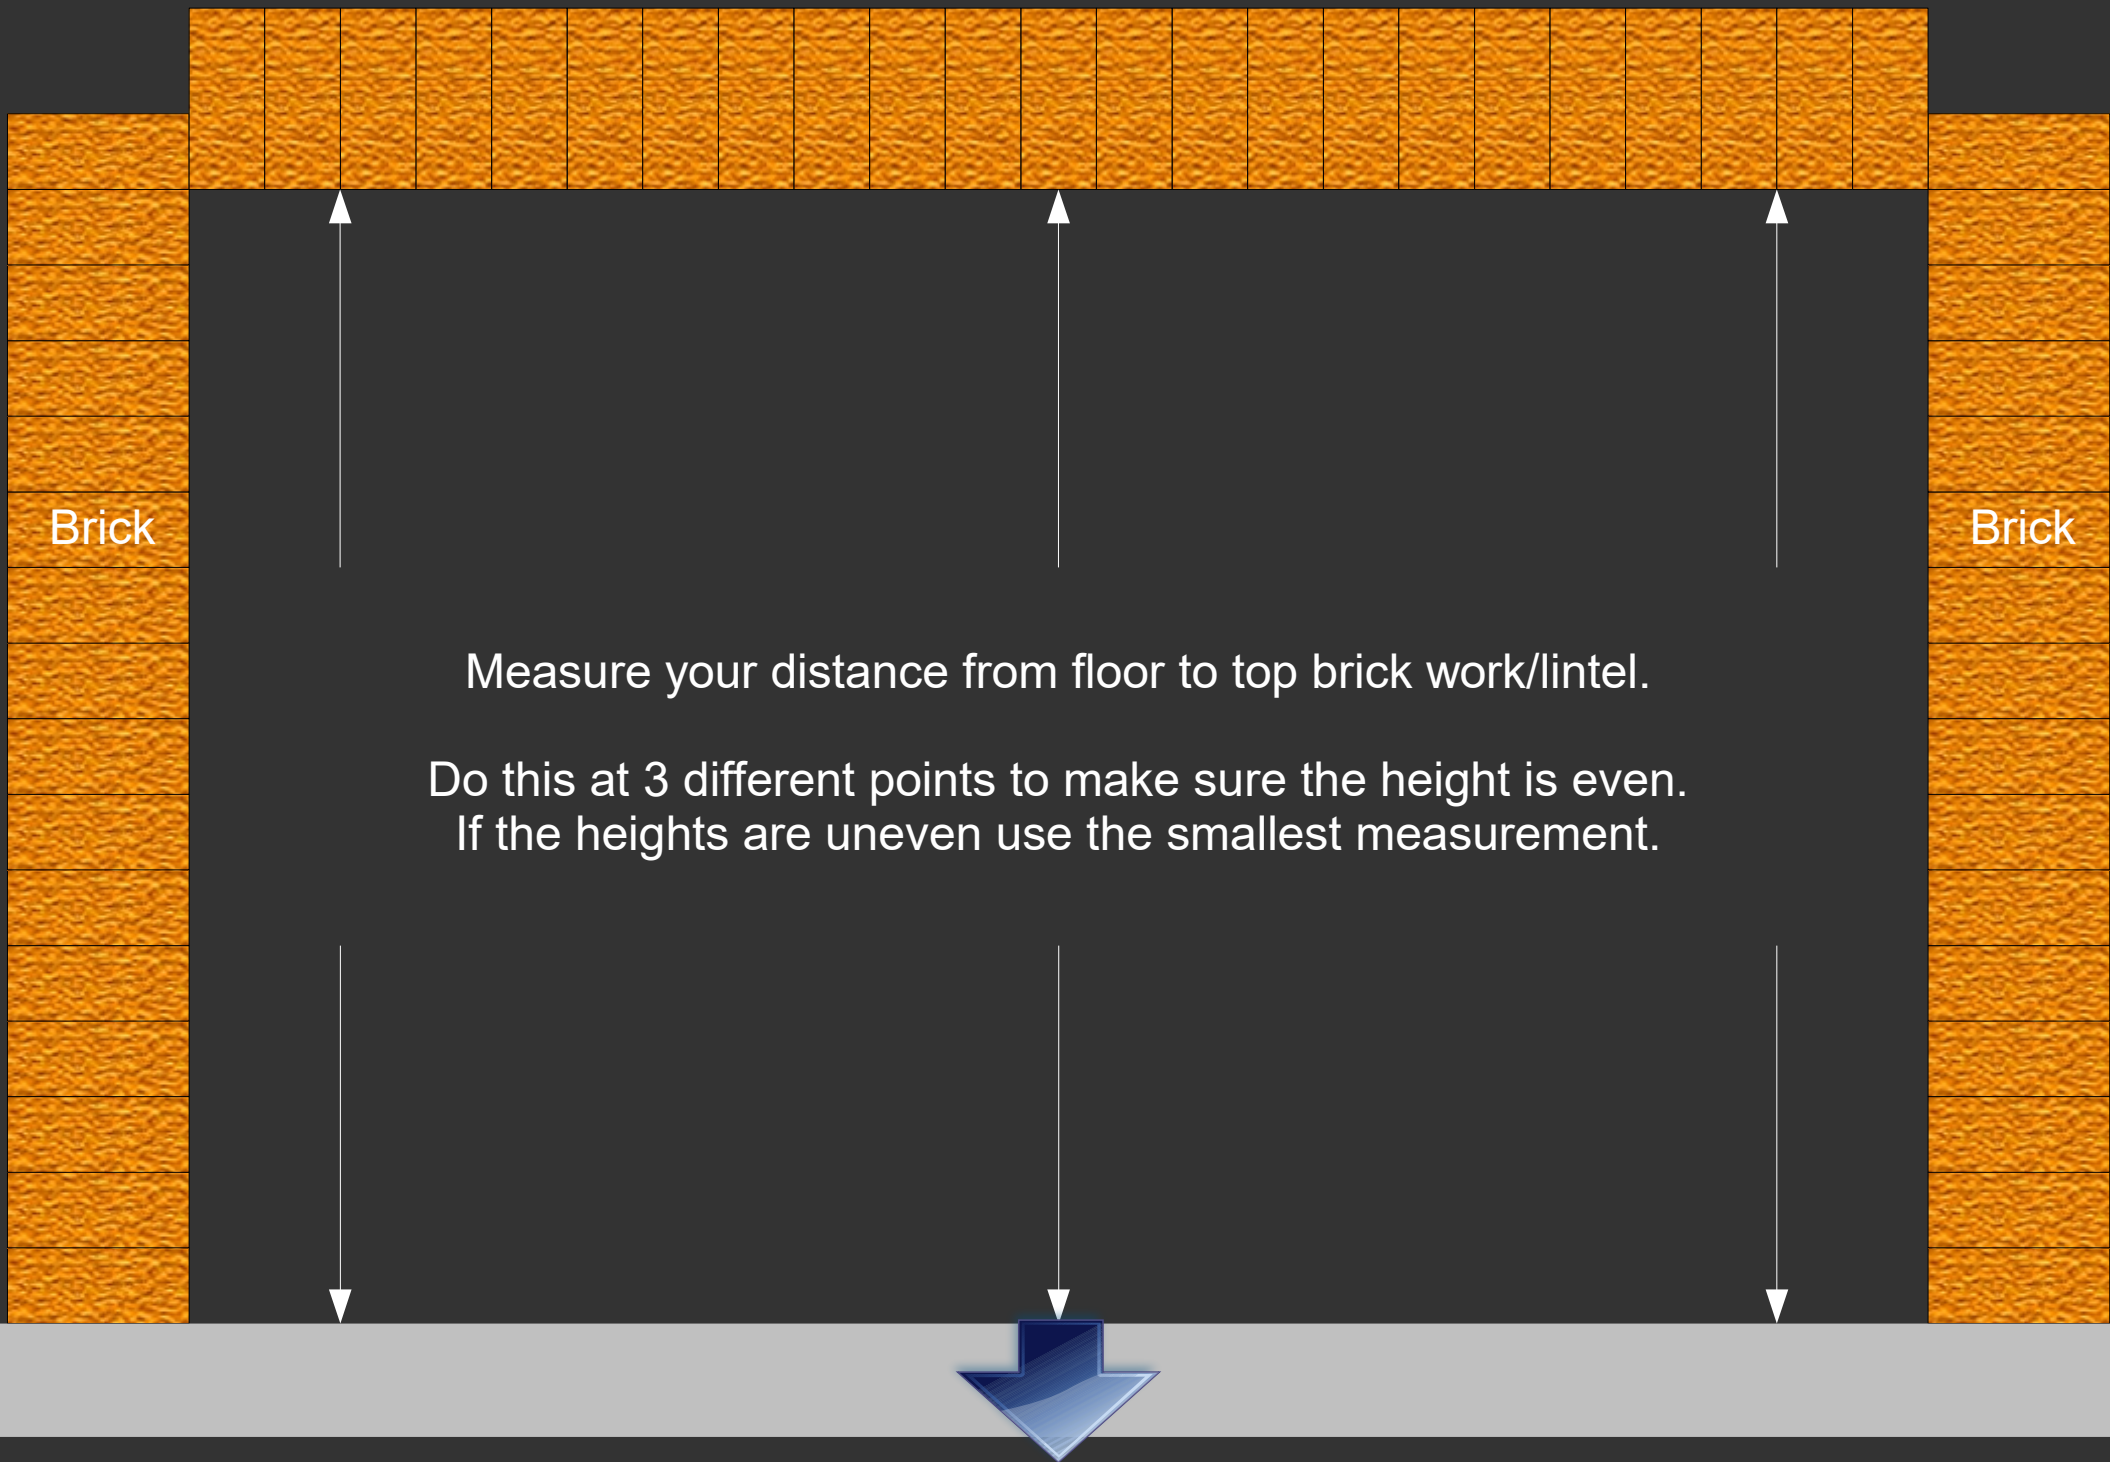 Brick
Brick
Measure your distance from floor to top brick work/lintel.
Do this at 3 different points to make sure the height is even.
If the heights are uneven use the smallest measurement.